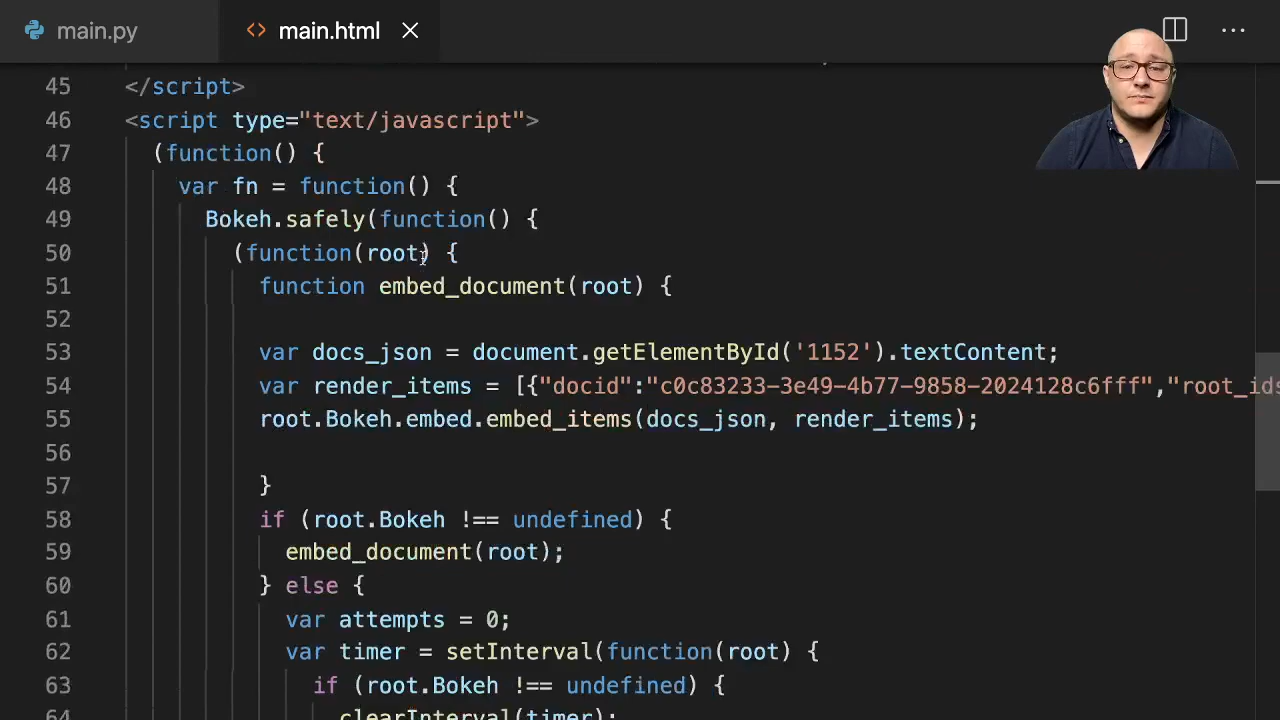 main.py
main.html
45 </script>
46 <script type="text/javascript">
47 (function() {
48 var fn = function() {
49 Bokeh.safely(function() {
50 (function(root) {
51 function embed_document(root) {
52
53 var docs_json = document.getElementById('1152').textContent;
54 var render_items = [{"docid":"c0c83233-3e49-4b77-9858-2024128c6fff","root_ids
55 root.Bokeh.embed.embed_items(docs_json, render_items);
56
57 }
58 if (root.Bokeh !== undefined) {
59 embed_document(root);
60 } else {
61 var attempts = 0;
62 var timer = setInterval(function(root) {
63 if (root.Bokeh !== undefined) {
64 clearInterval(timer);